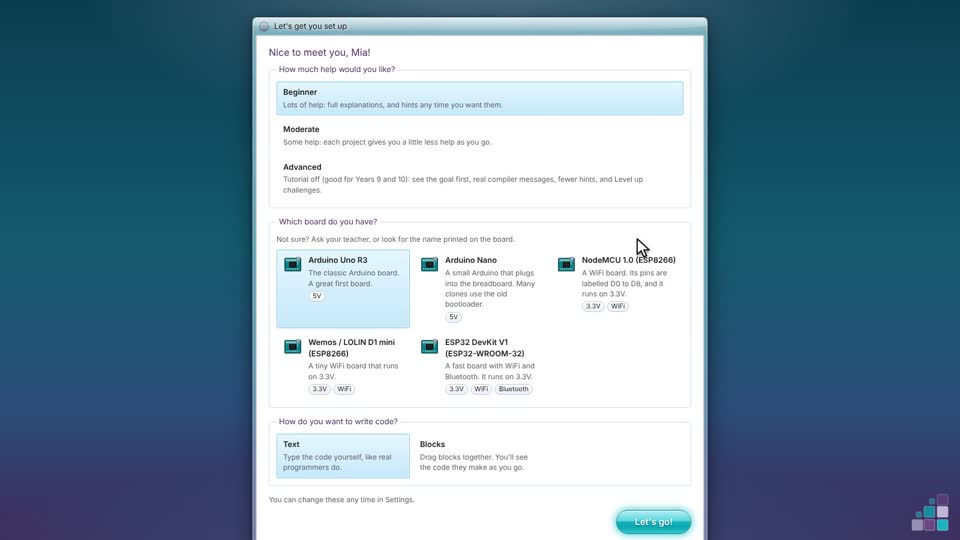 Let's get you set up
Nice to meet you, Mia!
How much help would you like?
Beginner
Lots of help: full explanations, and hints any time you want them.
Moderate
Some help: each project gives you a little less help as you go.
Advanced
Tutorial off (good for Years 9 and 10): see the goal first, real compiler messages, fewer hints, and Level up
challenges.
Which board do you have?
Not sure? Ask your teacher, or look for the name printed on the board.
Arduino Uno R3
The classic Arduino board.
A great first board.
5V
Arduino Nano
A small Arduino that plugs
into the breadboard. Many
clones use the old
bootloader.
5V
NodeMCU 1.0 (ESP8266)
A WiFi board. Its pins are
labelled D0 to D8, and it
runs on 3.3V.
3.3V WiFi
Wemos / LOLIN D1 mini
(ESP8266)
A tiny WiFi board that runs
on 3.3V.
3.3V WiFi
ESP32 DevKit V1
(ESP32-WROOM-32)
A fast board with WiFi and
Bluetooth. It runs on 3.3V.
3.3V WiFi Bluetooth
How do you want to write code?
Text
Type the code yourself, like real
programmers do.
Blocks
Drag blocks together. You'll see
the code they make as you go.
You can change these any time in Settings.
Let's go!